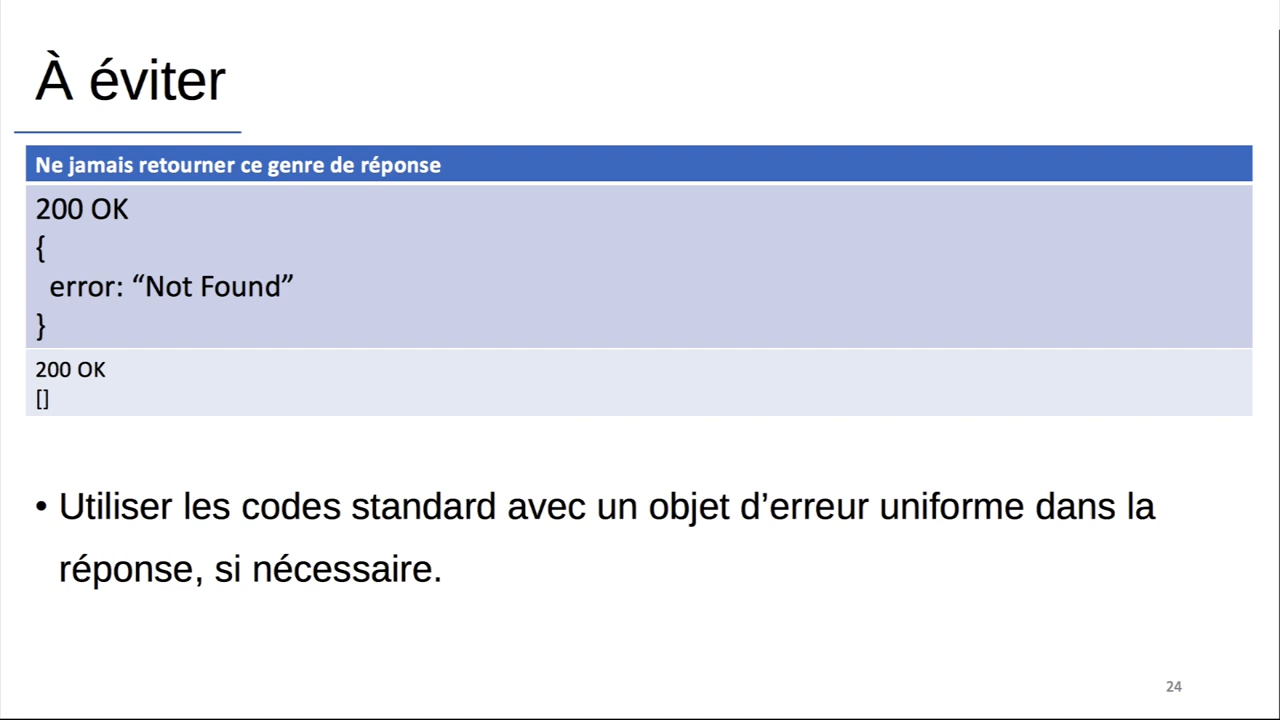 À éviter
Ne jamais retourner ce genre de réponse
200 OK
{
error: “Not Found”
}
200 OK
[]
• Utiliser les codes standard avec un objet d’erreur uniforme dans la
réponse, si nécessaire.
24